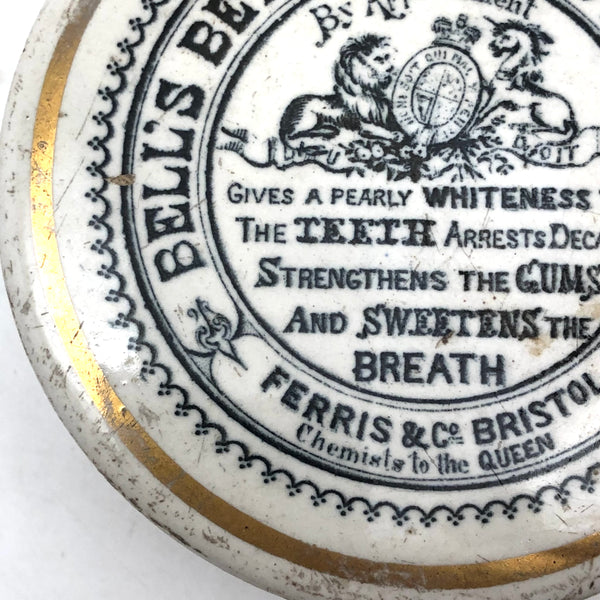 By
BELL'S
GIVES A PEARLY WHITENESS
THE TEETH ARRESTS DECA
STRENGTHENS THE GUMS
AND SWEETENS THE
BREATH
FERRIS & Co BRISTOL
Chemists to the QUEEN